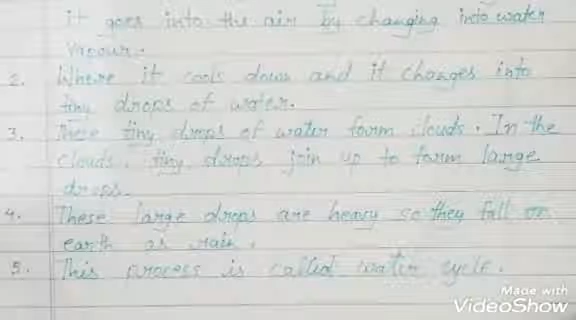 it goes into the air by changing into water
vapour.
2. Where it cools down and it changes into
tiny drops of water.
3. These tiny drops of water form clouds. In the
clouds, tiny drops join up to form large
drops.
4. These large drops are heavy so they fall on
earth as rain.
5. This process is called water cycle.
Made with
VideoShow